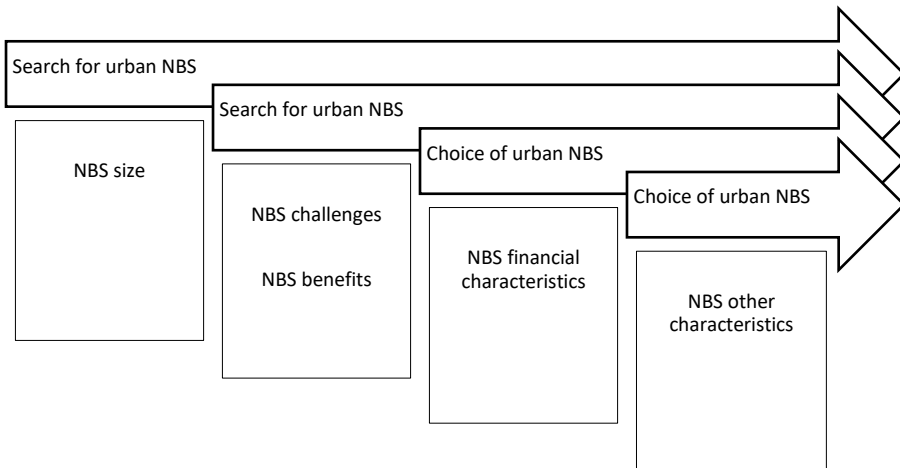 Search for urban NBS
Search for urban NBS
Choice of urban NBS
Choice of urban NBS
NBS size
NBS challenges
NBS benefits
NBS financial
characteristics
NBS other
characteristics